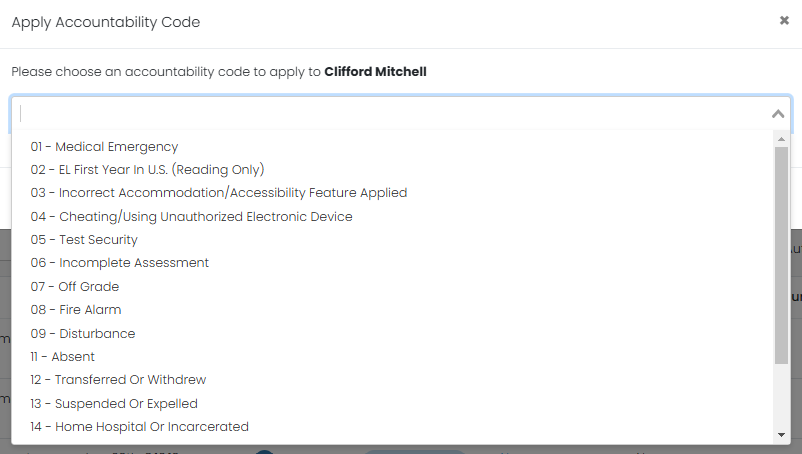 Apply Accountability Code
Please choose an accountability code to apply to Clifford Mitchell
01 - Medical Emergency
02 - EL First Year In U.S. (Reading Only)
03 - Incorrect Accommodation/Accessibility Feature Applied
04 - Cheating/Using Unauthorized Electronic Device
05 - Test Security
06 - Incomplete Assessment
07 - Off Grade
08 - Fire Alarm
09 - Disturbance
11 - Absent
12 - Transferred Or Withdrew
13 - Suspended Or Expelled
14 - Home Hospital Or Incarcerated